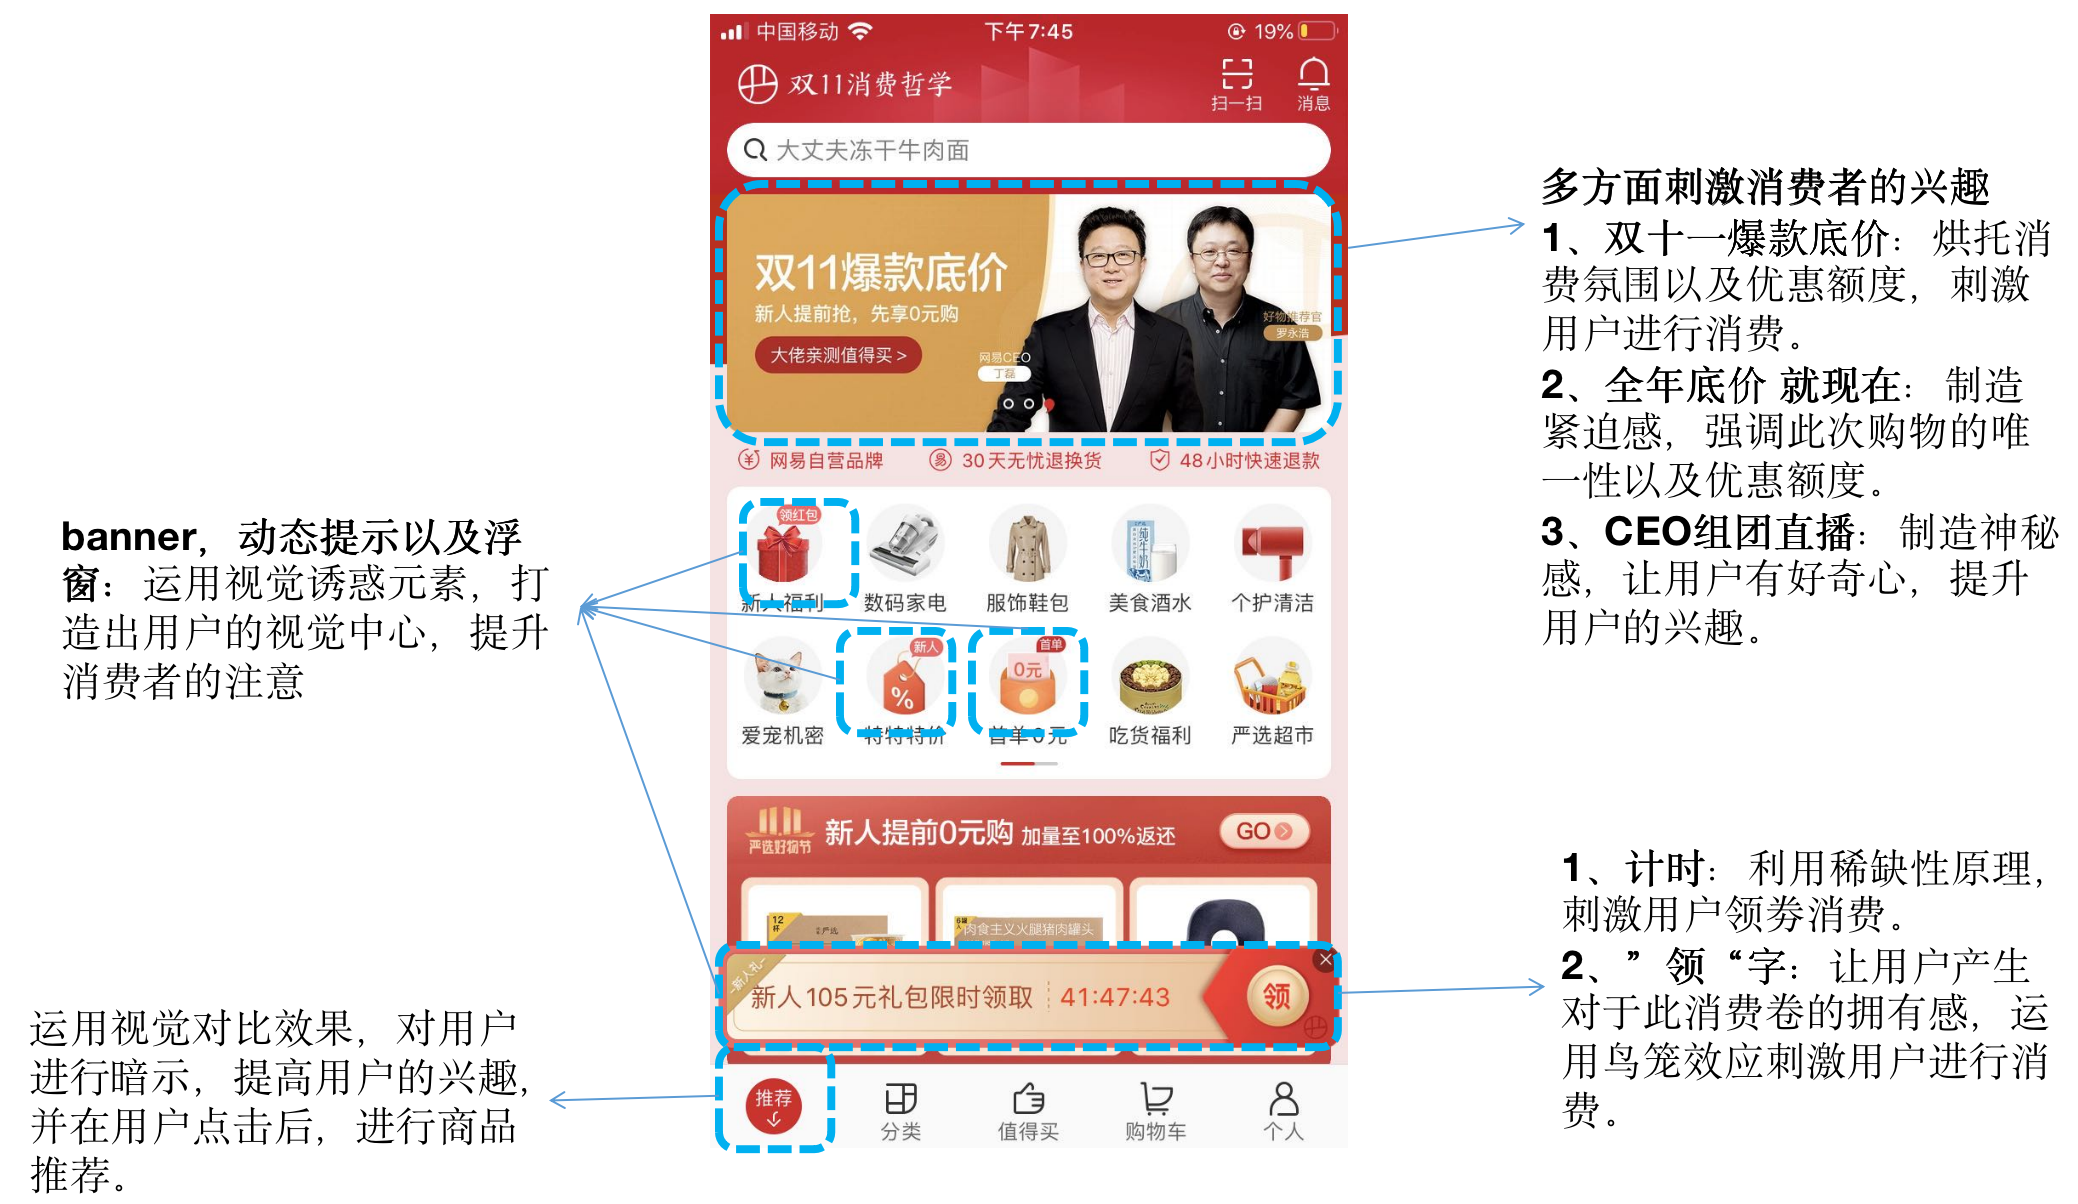 中国移动
下午7:45
19%
双11消费哲学
扫一扫
消息
大丈夫冻干牛肉面
双11爆款底价
新人提前抢，先享0元购
大佬亲测值得买 >
网易CEO
丁磊
好物推荐官
罗永浩
网易自营品牌
30天无忧退换货
48小时快速退款
领红包
新人福利
数码家电
服饰鞋包
纯牛奶
美食酒水
个护清洁
爱宠机密
新人
%
特特特价
首单
0元
首单0元
吃货福利
严选超市
11.11
严选好物节
新人提前0元购 加量至100%返还
GO
12
杯
严选
6罐
肉食主义火腿猪肉罐头
-新人礼-
新人105元礼包限时领取
41:47:43
领
推荐
分类
值得买
购物车
个人
多方面刺激消费者的兴趣
1、双十一爆款底价：烘托消
费氛围以及优惠额度，刺激
用户进行消费。
2、全年底价 就现在：制造
紧迫感，强调此次购物的唯
一性以及优惠额度。
3、CEO组团直播：制造神秘
感，让用户有好奇心，提升
用户的兴趣。
banner，动态提示以及浮
窗：运用视觉诱惑元素，打
造出用户的视觉中心，提升
消费者的注意
1、计时：利用稀缺性原理，
刺激用户领券消费。
2、”领“字：让用户产生
对于此消费卷的拥有感，运
用鸟笼效应刺激用户进行消
费。
运用视觉对比效果，对用户
进行暗示，提高用户的兴趣，
并在用户点击后，进行商品
推荐。